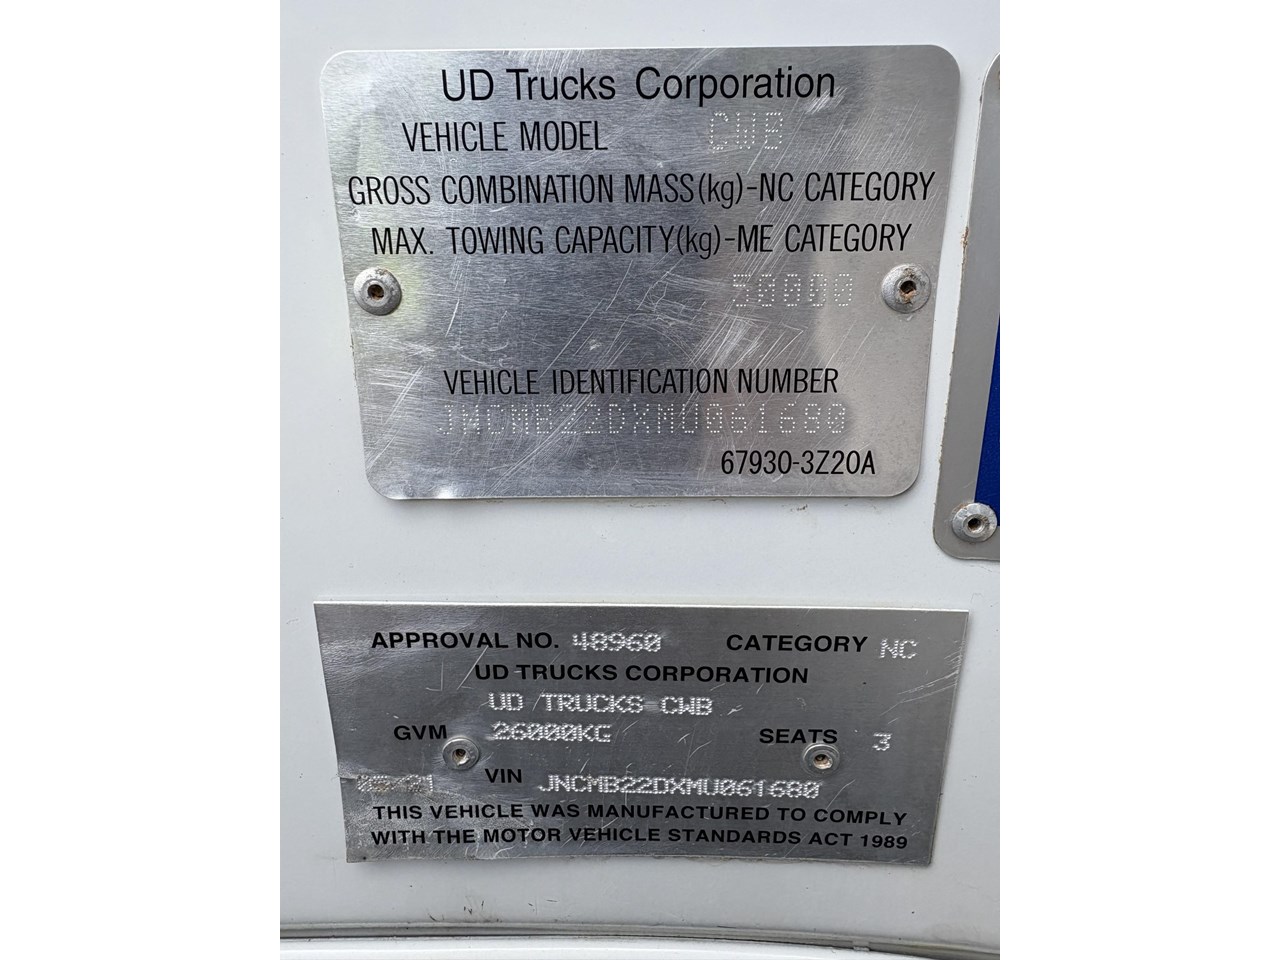 UD Trucks Corporation
VEHICLE MODEL CWB
GROSS COMBINATION MASS(kg)-NC CATEGORY
MAX. TOWING CAPACITY(kg)-ME CATEGORY
50000
VEHICLE IDENTIFICATION NUMBER
JNCMB22DXMU061680
67930-3Z20A
APPROVAL NO. 48960 CATEGORY NC
UD TRUCKS CORPORATION
UD TRUCKS CWB
GVM 26000KG SEATS 3
05/21 VIN JNCMB22DXMU061680
THIS VEHICLE WAS MANUFACTURED TO COMPLY
WITH THE MOTOR VEHICLE STANDARDS ACT 1989